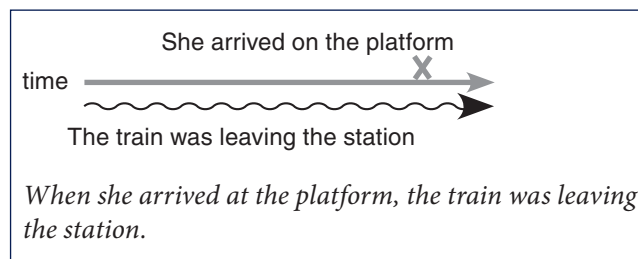 She arrived on the platform
time
The train was leaving the station
When she arrived at the platform, the train was leaving
the station.